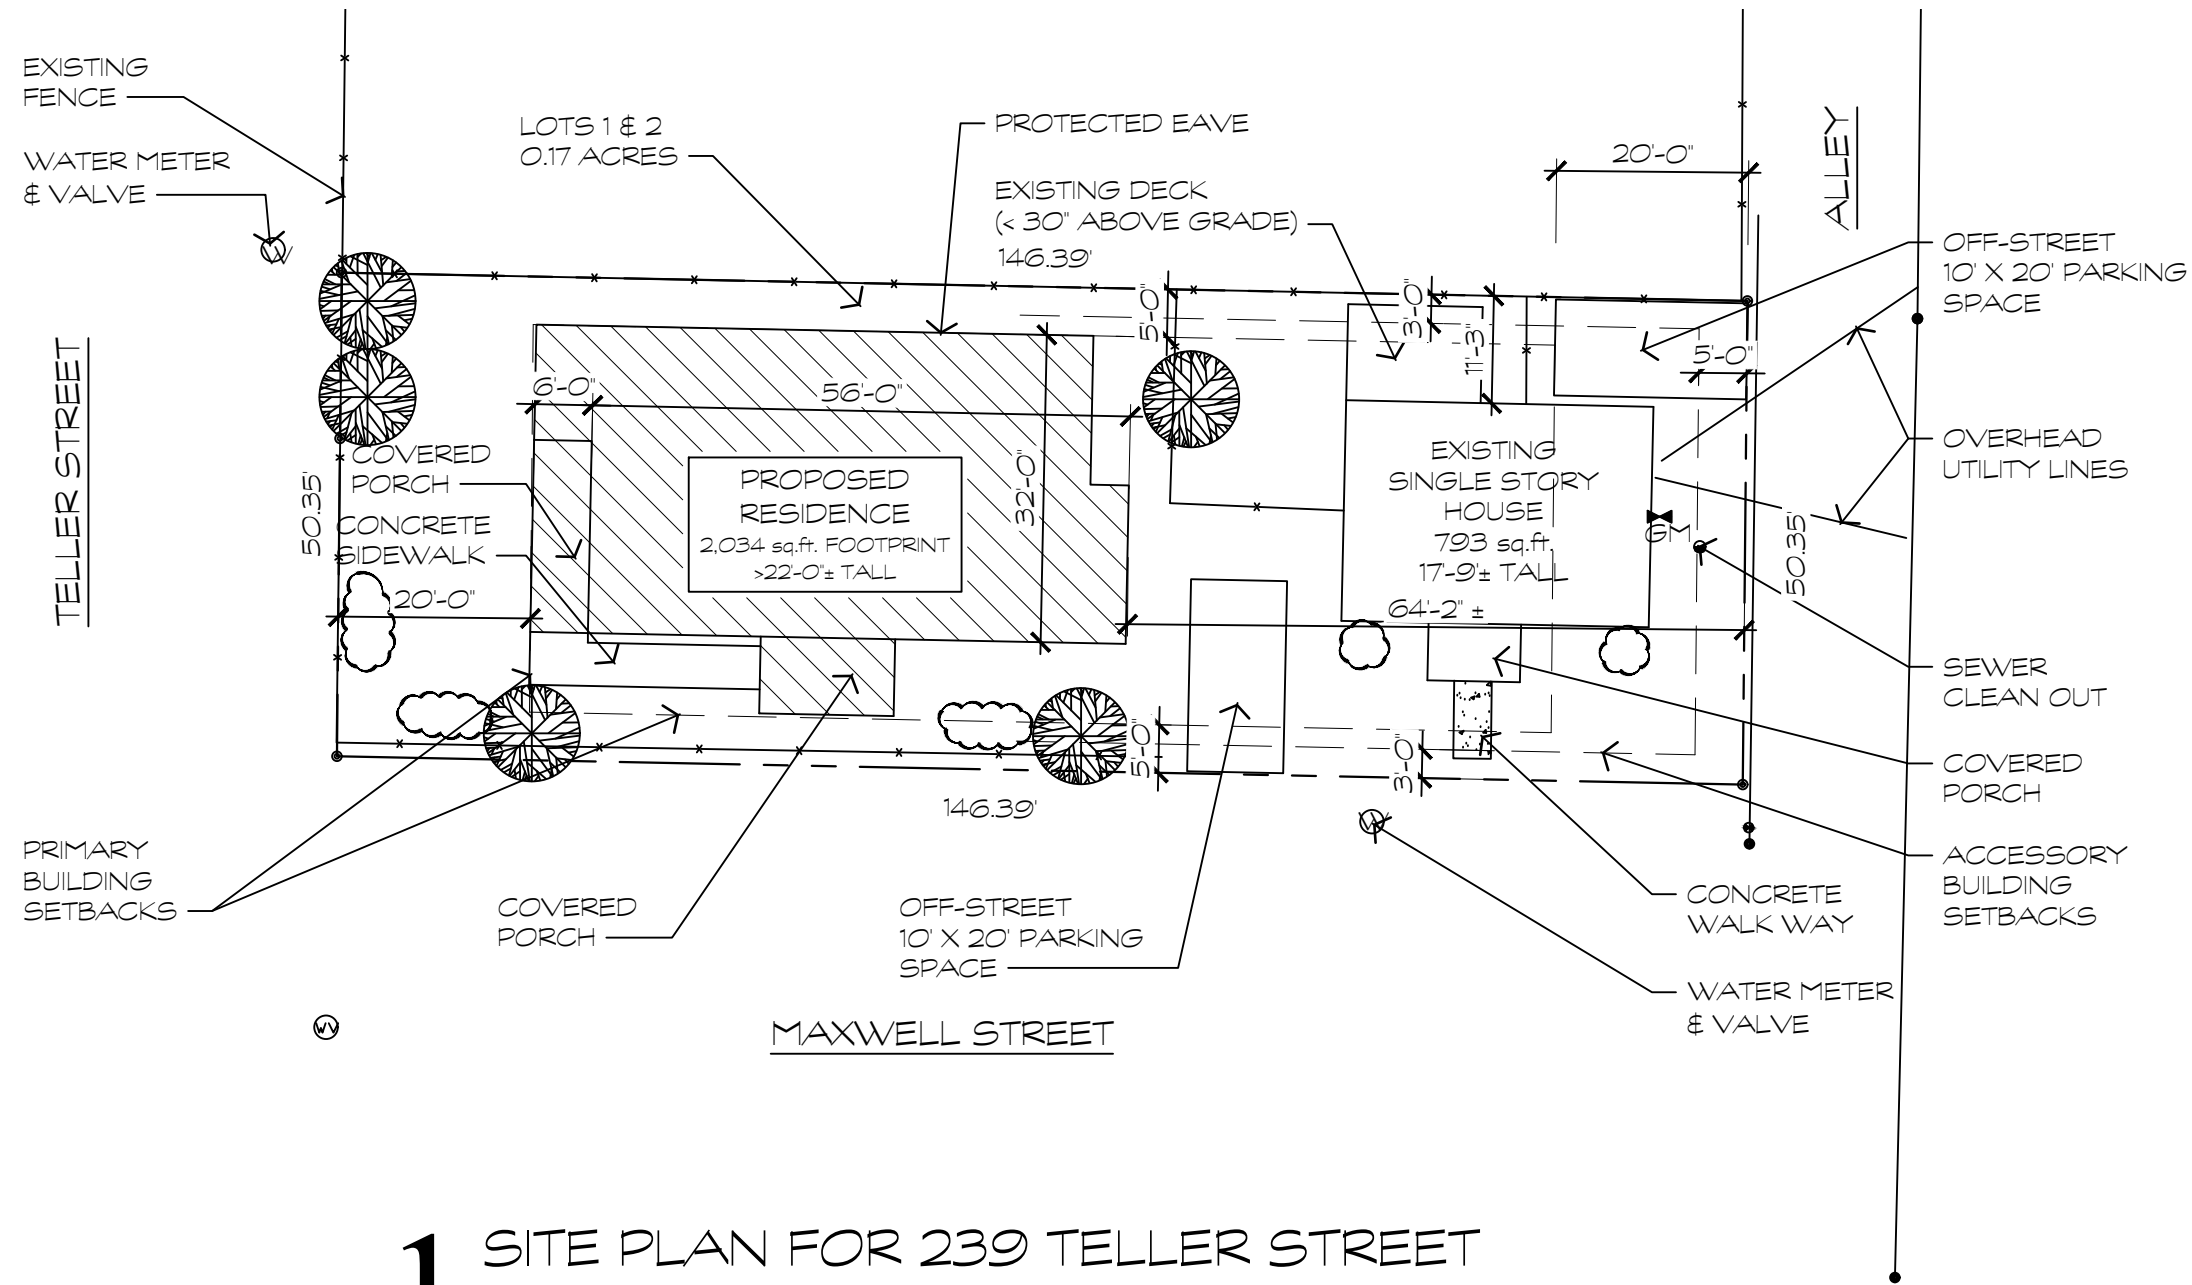 EXISTING
FENCE
WATER METER
& VALVE
LOTS 1 & 2
0.17 ACRES
PROTECTED EAVE
EXISTING DECK
(< 30" ABOVE GRADE)
146.39'
20'-0"
ALLEY
OFF-STREET
10' X 20' PARKING
SPACE
5'-0"
3'-0"
11'-3"
5'-0"
TELLER STREET
6'-0"
56'-0"
32'-0"
COVERED
PORCH
CONCRETE
SIDEWALK
50.35'
20'-0"
PROPOSED
RESIDENCE
2,034 sq.ft. FOOTPRINT
>22'-0"± TALL
EXISTING
SINGLE STORY
HOUSE
793 sq.ft.
17'-9"± TALL
64'-2" ±
GM
50.35'
OVERHEAD
UTILITY LINES
SEWER
CLEAN OUT
COVERED
PORCH
ACCESSORY
BUILDING
SETBACKS
5'-0"
3'-0"
146.39'
W
W
PRIMARY
BUILDING
SETBACKS
COVERED
PORCH
OFF-STREET
10' X 20' PARKING
SPACE
CONCRETE
WALK WAY
WATER METER
& VALVE
WV
MAXWELL STREET
1 SITE PLAN FOR 239 TELLER STREET